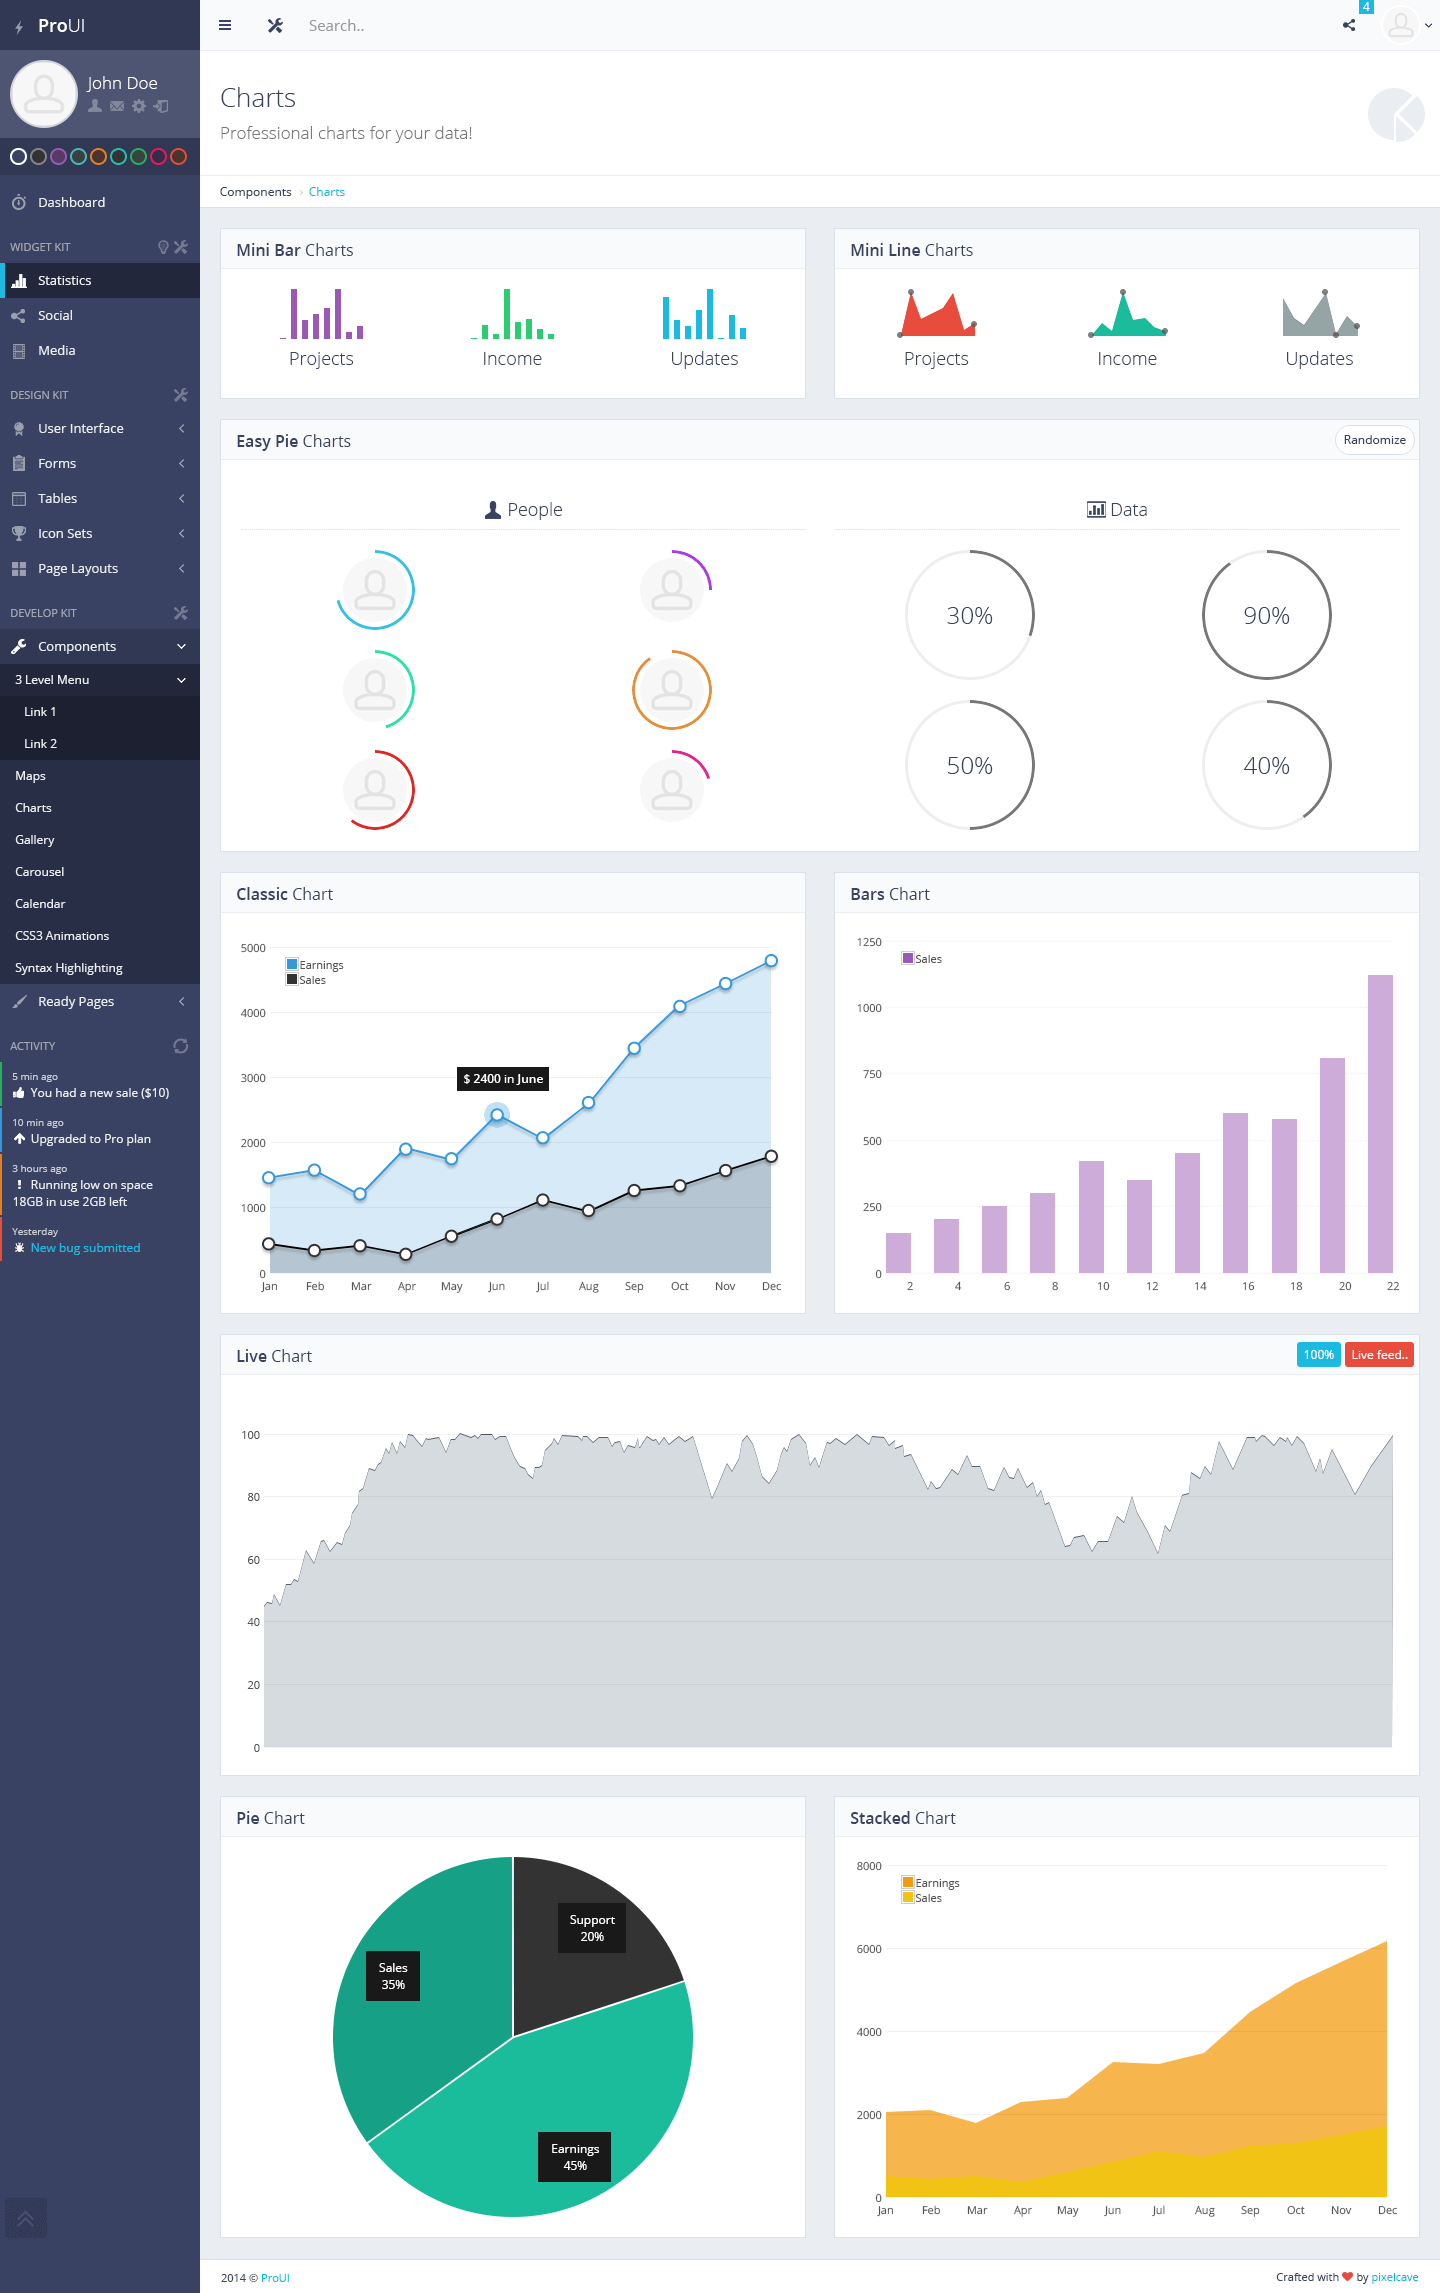 ProUI
Search..
4
John Doe
Dashboard
WIDGET KIT
Statistics
Social
Media
DESIGN KIT
User Interface
Forms
Tables
Icon Sets
Page Layouts
DEVELOP KIT
Components
3 Level Menu
Link 1
Link 2
Maps
Charts
Gallery
Carousel
Calendar
CSS3 Animations
Syntax Highlighting
Ready Pages
ACTIVITY
5 min ago
You had a new sale ($10)
10 min ago
Upgraded to Pro plan
3 hours ago
Running low on space
18GB in use 2GB left
Yesterday
New bug submitted
Charts
Professional charts for your data!
Components › Charts
Mini Bar Charts
Projects
Income
Updates
Mini Line Charts
Projects
Income
Updates
Easy Pie Charts
Randomize
People
Data
30%
90%
50%
40%
Classic Chart
Earnings
Sales
$ 2400 in June
5000
4000
3000
2000
1000
0
Jan Feb Mar Apr May Jun Jul Aug Sep Oct Nov Dec
Bars Chart
Sales
1250
1000
750
500
250
0
2 4 6 8 10 12 14 16 18 20 22
Live Chart
100%
Live feed..
100
80
60
40
20
0
Pie Chart
Support
20%
Sales
35%
Earnings
45%
Stacked Chart
Earnings
Sales
8000
6000
4000
2000
0
Jan Feb Mar Apr May Jun Jul Aug Sep Oct Nov Dec
2014 © ProUI
Crafted with ❤ by pixelcave